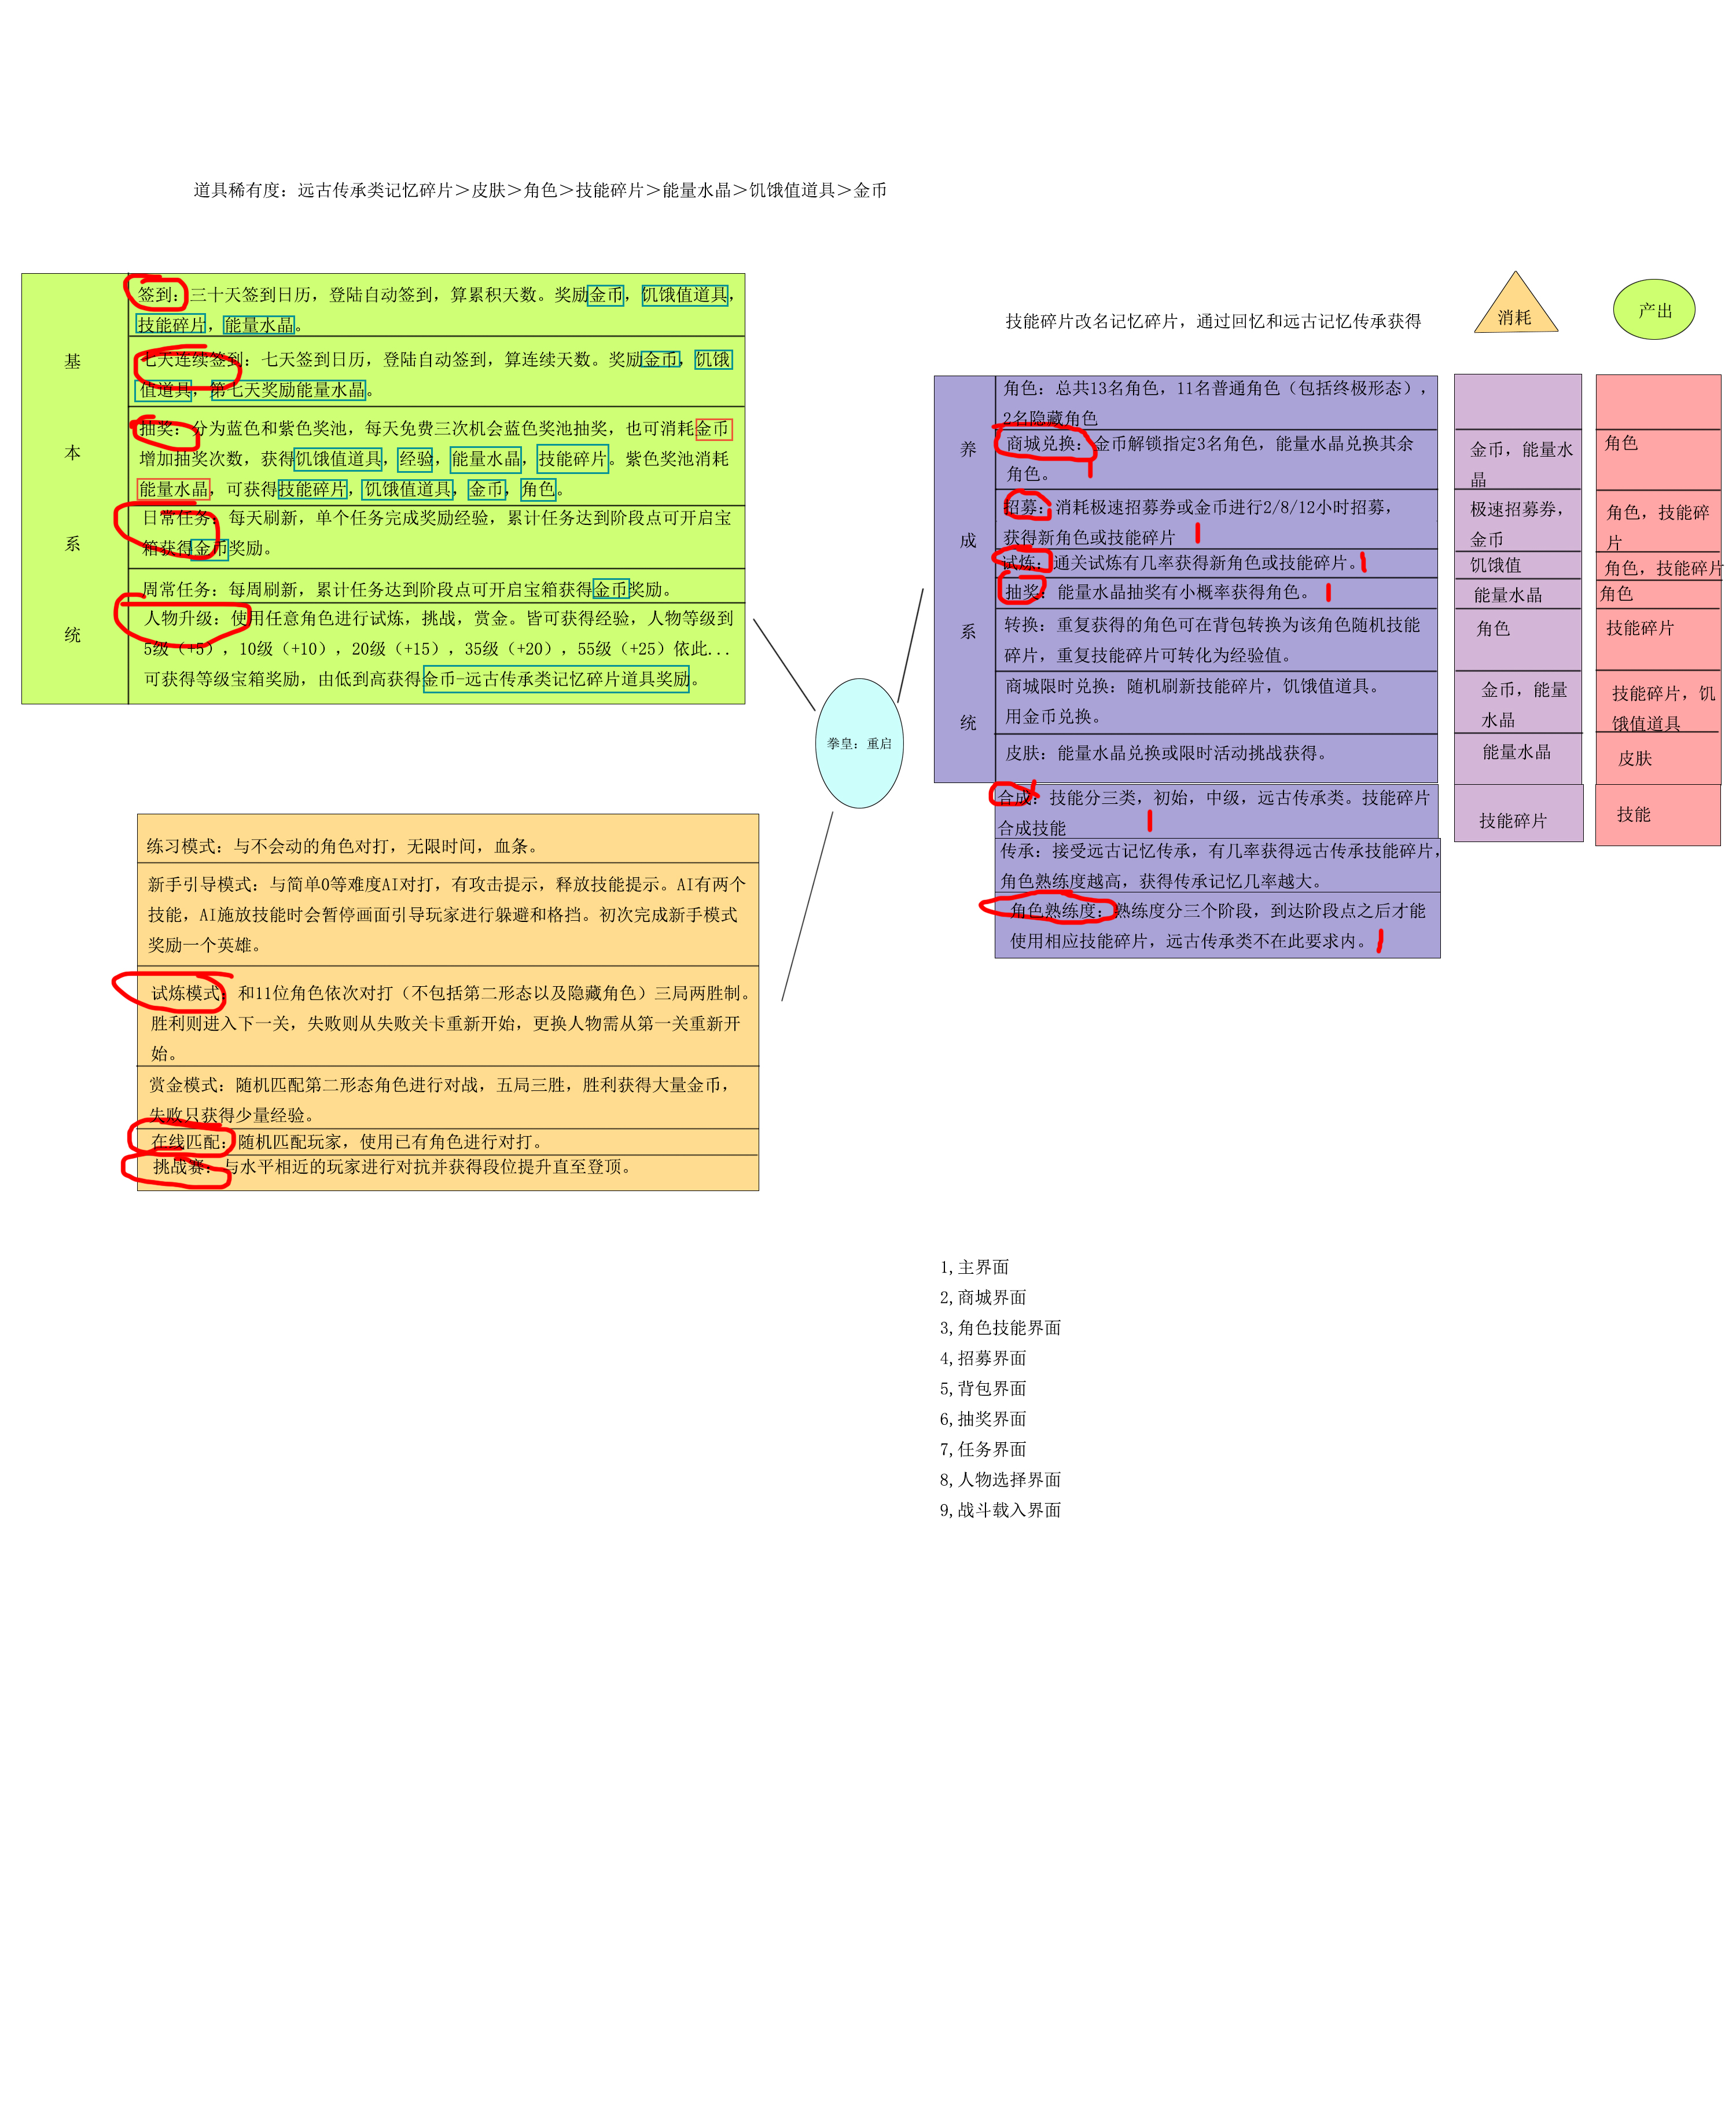 道具稀有度：远古传承类记忆碎片＞皮肤＞角色＞技能碎片＞能量水晶＞饥饿值道具＞金币
基
本
系
统
签到：三十天签到日历，登陆自动签到，算累积天数。奖励金币，饥饿值道具，
技能碎片，能量水晶。
七天连续签到：七天签到日历，登陆自动签到，算连续天数。奖励金币，饥饿
值道具，第七天奖励能量水晶。
抽奖：分为蓝色和紫色奖池，每天免费三次机会蓝色奖池抽奖，也可消耗金币
增加抽奖次数，获得饥饿值道具，经验，能量水晶，技能碎片。紫色奖池消耗
能量水晶，可获得技能碎片，饥饿值道具，金币，角色。
日常任务：每天刷新，单个任务完成奖励经验，累计任务达到阶段点可开启宝
箱获得金币奖励。
周常任务：每周刷新，累计任务达到阶段点可开启宝箱获得金币奖励。
人物升级：使用任意角色进行试炼，挑战，赏金。皆可获得经验，人物等级到
5级（+5），10级（+10），20级（+15），35级（+20），55级（+25）依此...
可获得等级宝箱奖励，由低到高获得金币-远古传承类记忆碎片道具奖励。
拳皇：重启
练习模式：与不会动的角色对打，无限时间，血条。
新手引导模式：与简单0等难度AI对打，有攻击提示，释放技能提示。AI有两个
技能，AI施放技能时会暂停画面引导玩家进行躲避和格挡。初次完成新手模式
奖励一个英雄。
试炼模式：和11位角色依次对打（不包括第二形态以及隐藏角色）三局两胜制。
胜利则进入下一关，失败则从失败关卡重新开始，更换人物需从第一关重新开
始。
赏金模式：随机匹配第二形态角色进行对战，五局三胜，胜利获得大量金币，
失败只获得少量经验。
在线匹配：随机匹配玩家，使用已有角色进行对打。
挑战赛：与水平相近的玩家进行对抗并获得段位提升直至登顶。
技能碎片改名记忆碎片，通过回忆和远古记忆传承获得
消耗
产出
养
成
系
统
角色：总共13名角色，11名普通角色（包括终极形态），
2名隐藏角色
商城兑换：金币解锁指定3名角色，能量水晶兑换其余
角色。
金币，能量水
晶
角色
招募：消耗极速招募券或金币进行2/8/12小时招募，
获得新角色或技能碎片
极速招募券，
金币
角色，技能碎
片
试炼：通关试炼有几率获得新角色或技能碎片。
饥饿值
角色，技能碎片
抽奖：能量水晶抽奖有小概率获得角色。
能量水晶
角色
转换：重复获得的角色可在背包转换为该角色随机技能
碎片，重复技能碎片可转化为经验值。
角色
技能碎片
商城限时兑换：随机刷新技能碎片，饥饿值道具。
用金币兑换。
金币，能量
水晶
技能碎片，饥
饿值道具
皮肤：能量水晶兑换或限时活动挑战获得。
能量水晶
皮肤
合成：技能分三类，初始，中级，远古传承类。技能碎片
合成技能
技能碎片
技能
传承：接受远古记忆传承，有几率获得远古传承技能碎片，
角色熟练度越高，获得传承记忆几率越大。
角色熟练度：熟练度分三个阶段，到达阶段点之后才能
使用相应技能碎片，远古传承类不在此要求内。
1,主界面
2,商城界面
3,角色技能界面
4,招募界面
5,背包界面
6,抽奖界面
7,任务界面
8,人物选择界面
9,战斗载入界面